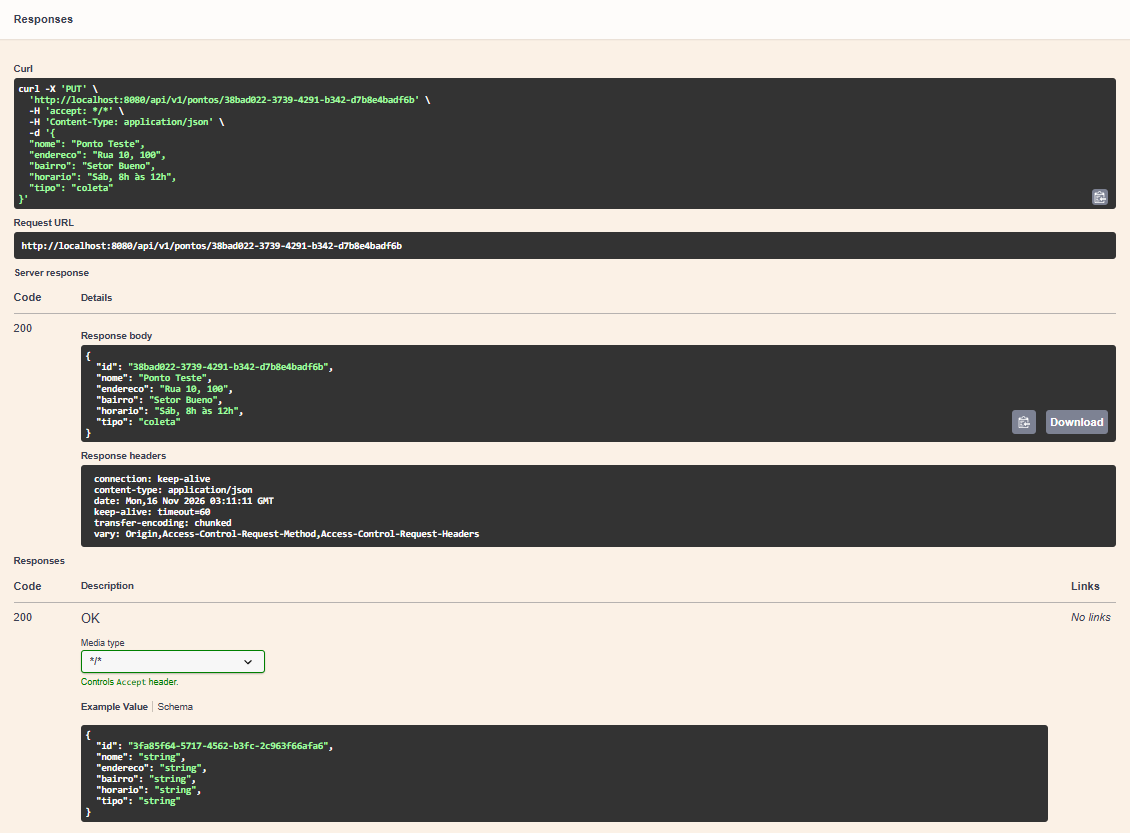 Responses
Curl
curl -X 'PUT' \
  'http://localhost:8080/api/v1/pontos/38bad022-3739-4291-b342-d7b8e4badf6b' \
  -H 'accept: */*' \
  -H 'Content-Type: application/json' \
  -d '{
  "nome": "Ponto Teste",
  "endereco": "Rua 10, 100",
  "bairro": "Setor Bueno",
  "horario": "Sáb, 8h às 12h",
  "tipo": "coleta"
}'
Request URL
http://localhost:8080/api/v1/pontos/38bad022-3739-4291-b342-d7b8e4badf6b
Server response
Code Details
200
Response body
{
  "id": "38bad022-3739-4291-b342-d7b8e4badf6b",
  "nome": "Ponto Teste",
  "endereco": "Rua 10, 100",
  "bairro": "Setor Bueno",
  "horario": "Sáb, 8h às 12h",
  "tipo": "coleta"
}
Download
Response headers
connection: keep-alive
content-type: application/json
date: Mon,16 Nov 2026 03:11:11 GMT
keep-alive: timeout=60
transfer-encoding: chunked
vary: Origin,Access-Control-Request-Method,Access-Control-Request-Headers
Responses
Code Description Links
200 OK No links
Media type
*/*
Controls Accept header.
Example Value Schema
{
  "id": "3fa85f64-5717-4562-b3fc-2c963f66afa6",
  "nome": "string",
  "endereco": "string",
  "bairro": "string",
  "horario": "string",
  "tipo": "string"
}